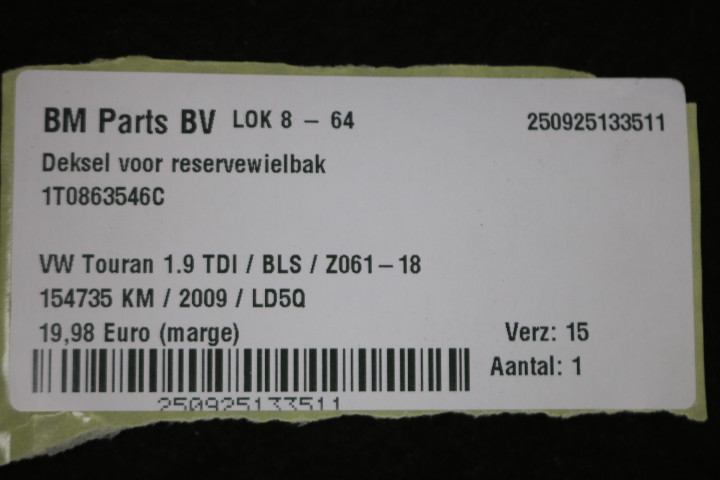 BM Parts BV LOK 8 - 64 250925133511
Deksel voor reservewielbak
1T0863546C
VW Touran 1.9 TDI / BLS / Z061-18
154735 KM / 2009 / LD5Q
19,98 Euro (marge) Verz: 15
Aantal: 1
250925133511